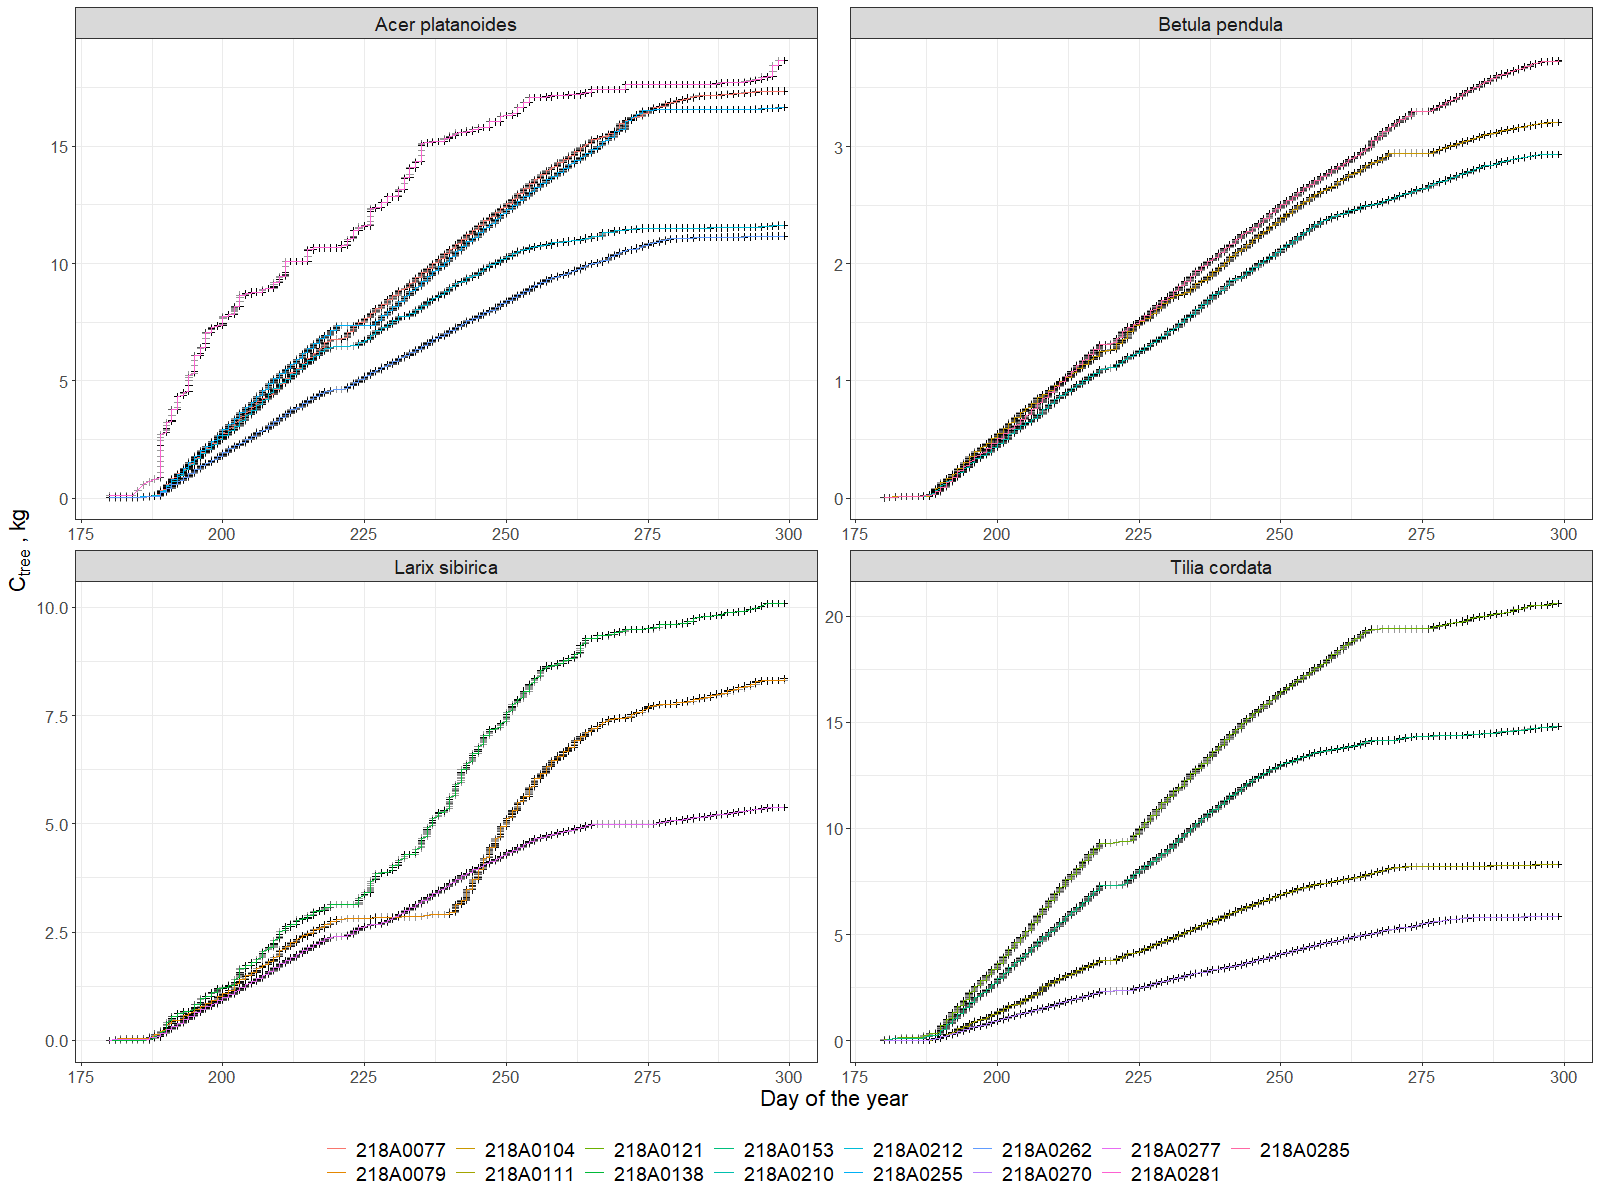 Acer platanoides
Betula pendula
15
10
5
0
3
2
1
0
175 200 225 250 275 300
175 200 225 250 275 300
C tree , kg
Larix sibirica
Tilia cordata
10.0
7.5
5.0
2.5
0.0
20
15
10
5
0
175 200 225 250 275 300
175 200 225 250 275 300
Day of the year
218A0077 218A0104 218A0121 218A0153 218A0212 218A0262 218A0277 218A0285
218A0079 218A0111 218A0138 218A0210 218A0255 218A0270 218A0281